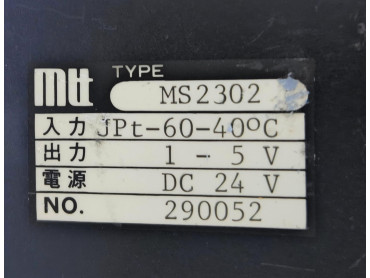 mtt TYPE
MS2302
入力 JPt-60-40°C
出力 1 - 5 V
電源 DC 24 V
NO. 290052